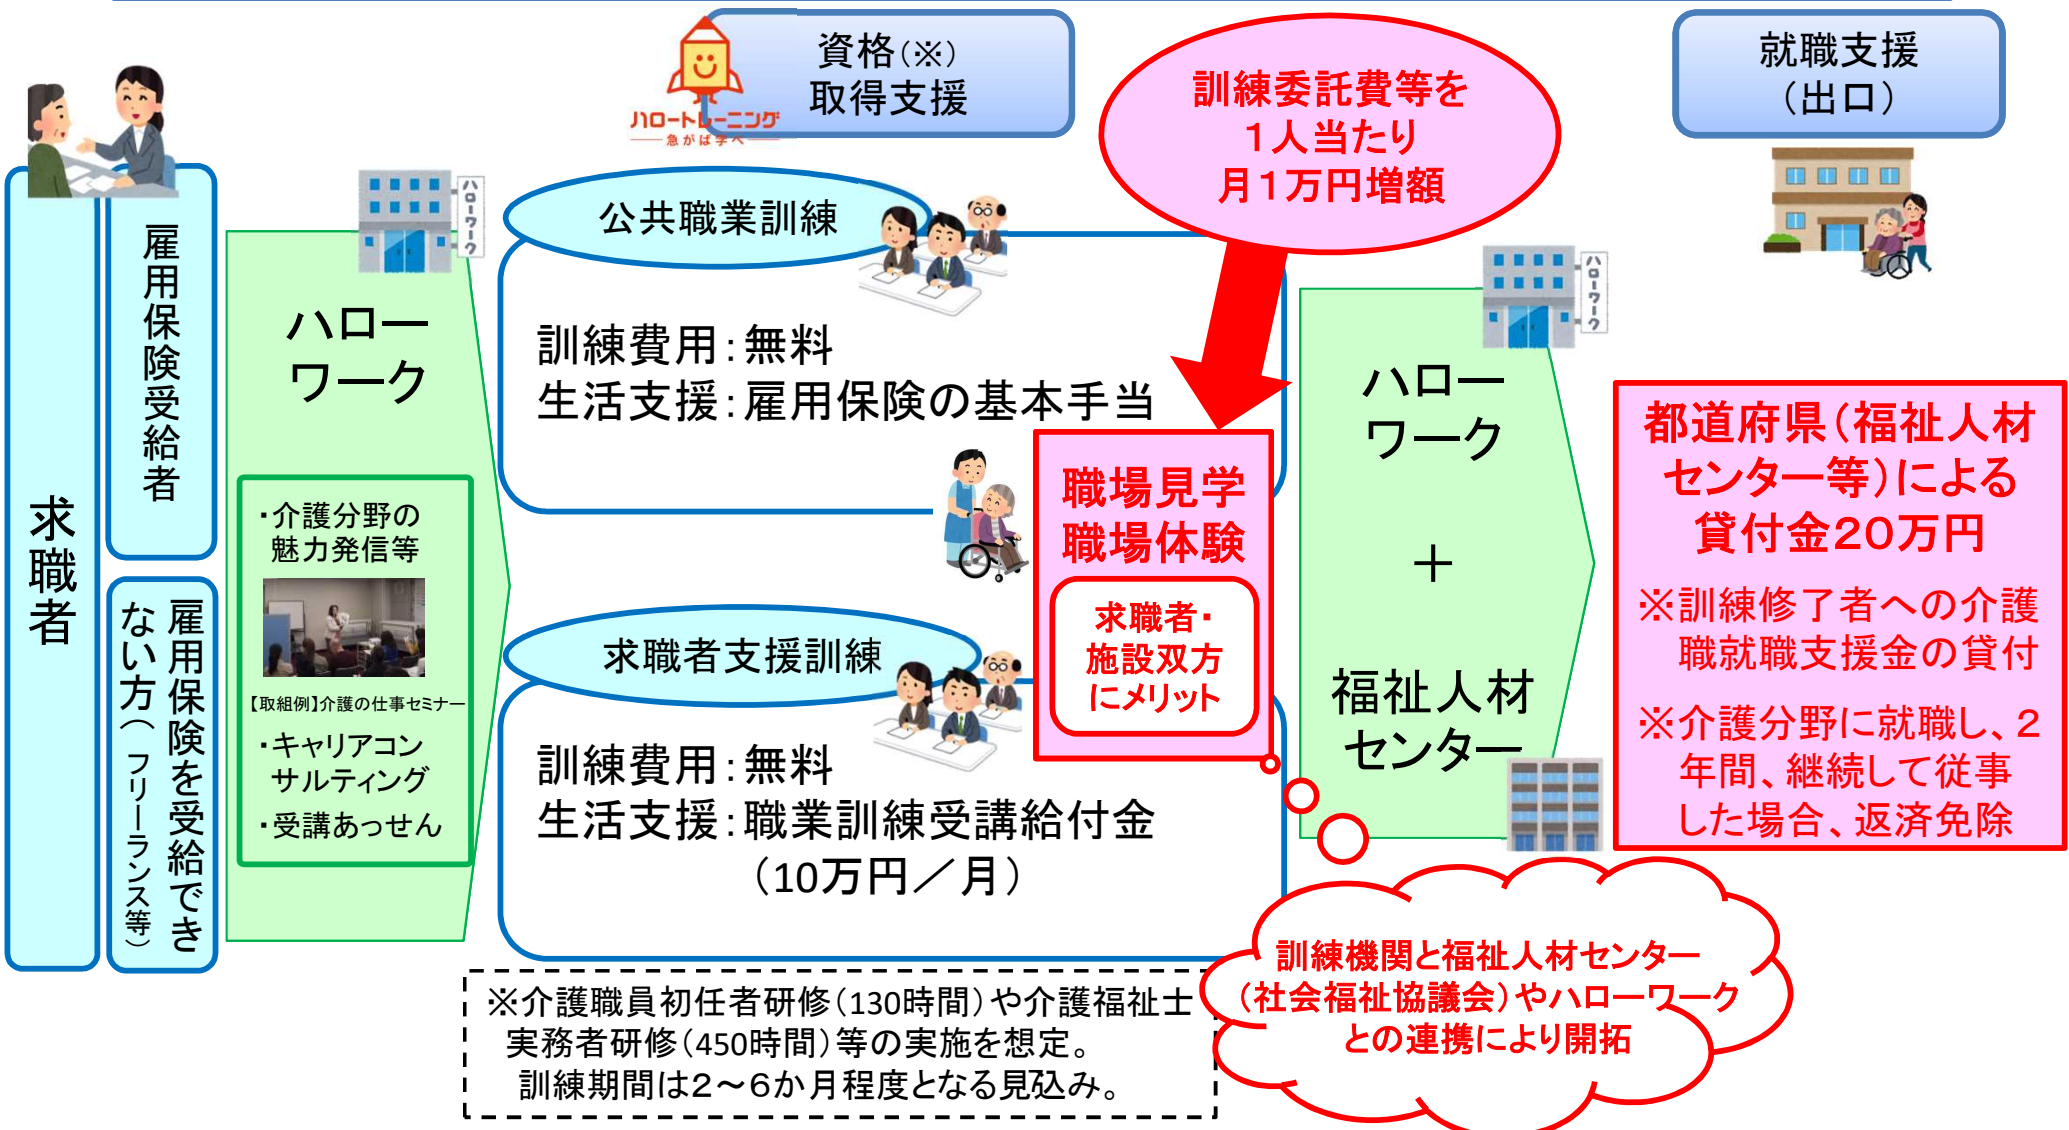 資格(※)
取得支援
ハロートレーニング
急がば学べ
訓練委託費等を
1人当たり
月1万円増額
就職支援
(出口)
求職者
雇用保険受給者
雇用保険を受給でき
ない方(フリーランス等)
ハローワーク
ハロー
ワーク
・介護分野の
魅力発信等
【取組例】介護の仕事セミナー
・キャリアコン
サルティング
・受講あっせん
公共職業訓練
訓練費用:無料
生活支援:雇用保険の基本手当
求職者支援訓練
訓練費用:無料
生活支援:職業訓練受講給付金
(10万円/月)
職場見学
職場体験
求職者・
施設双方
にメリット
ハローワーク
ハロー
ワーク
+
福祉人材
センター
都道府県(福祉人材
センター等)による
貸付金20万円
※訓練修了者への介護
職就職支援金の貸付
※介護分野に就職し、2
年間、継続して従事
した場合、返済免除
訓練機関と福祉人材センター
(社会福祉協議会)やハローワーク
との連携により開拓
※介護職員初任者研修(130時間)や介護福祉士
実務者研修(450時間)等の実施を想定。
訓練期間は2~6か月程度となる見込み。